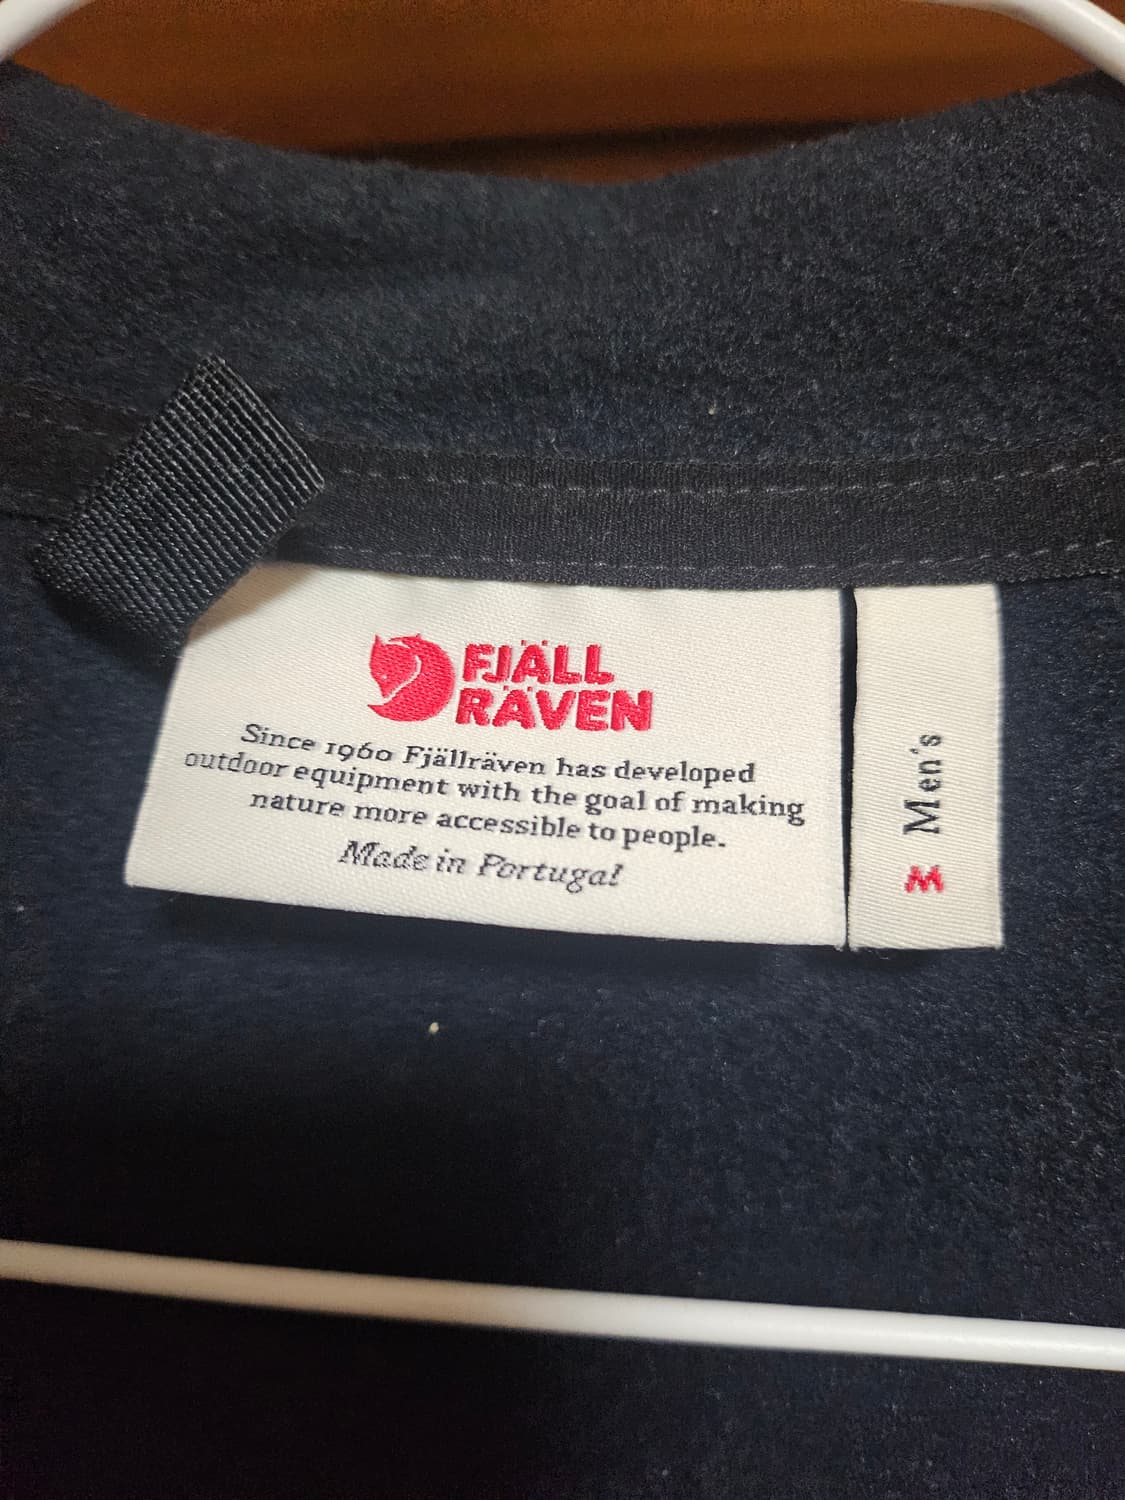 FJÄLL
RÄVEN
Since 1960 Fjällräven has developed
outdoor equipment with the goal of making
nature more accessible to people.
Made in Portugal
M Men's